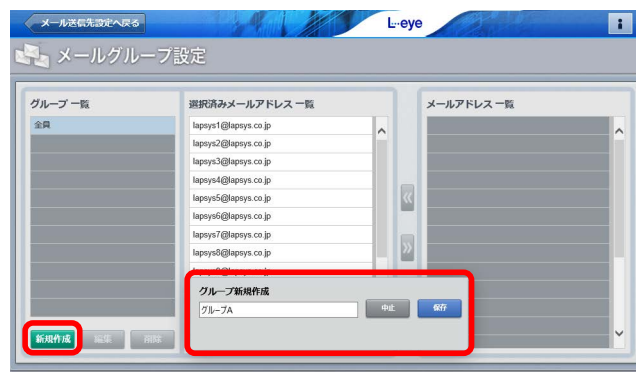 メール送信先設定へ戻る
L-eye
i
メールグループ設定
グループ 一覧
全員
選択済みメールアドレス 一覧
lapsys1@lapsys.co.jp
lapsys2@lapsys.co.jp
lapsys3@lapsys.co.jp
lapsys4@lapsys.co.jp
lapsys5@lapsys.co.jp
lapsys6@lapsys.co.jp
lapsys7@lapsys.co.jp
lapsys8@lapsys.co.jp
メールアドレス 一覧
グループ新規作成
グループA
中止
保存
新規作成
編集
削除